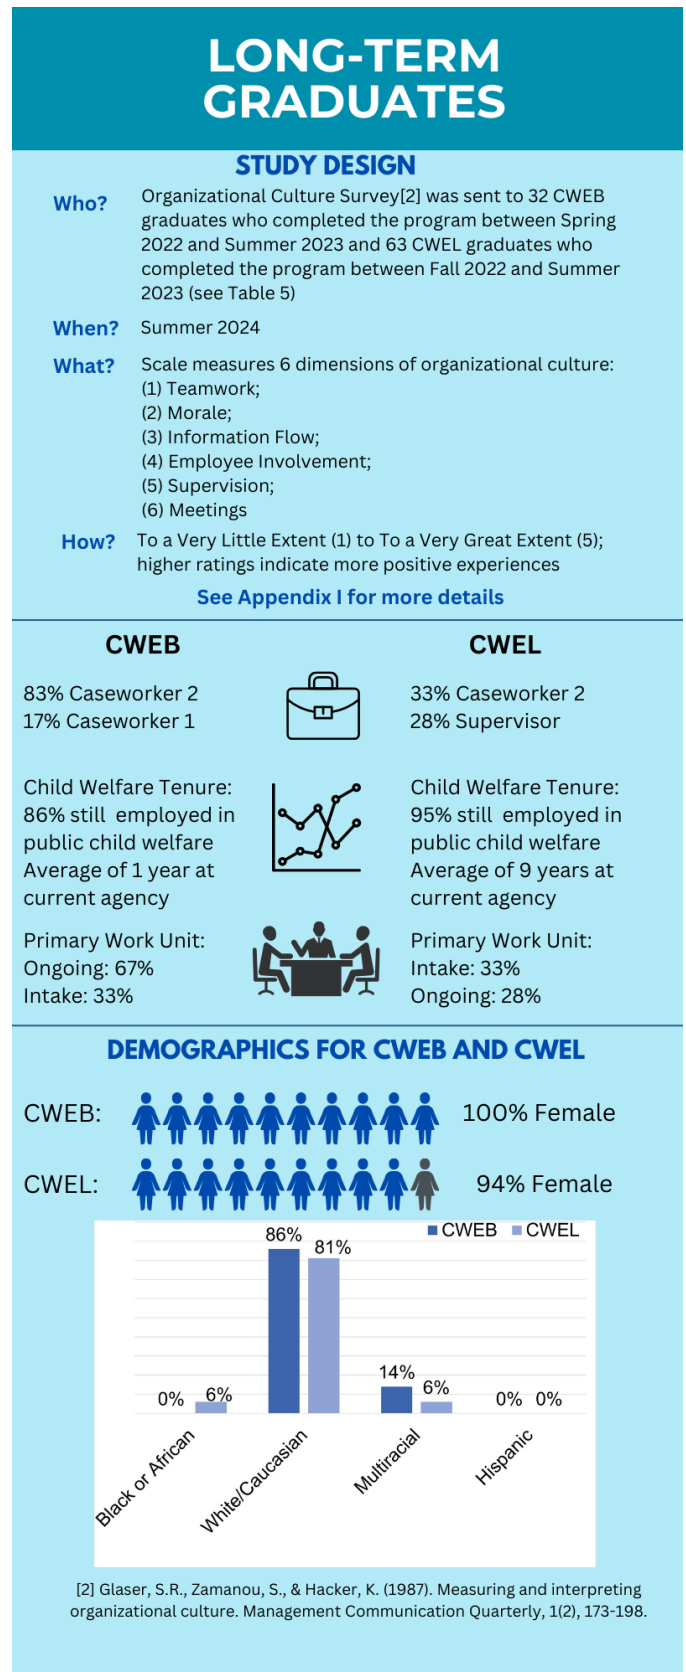 LONG-TERM
GRADUATES
STUDY DESIGN
Who?
Organizational Culture Survey[2] was sent to 32 CWEB
graduates who completed the program between Spring
2022 and Summer 2023 and 63 CWEL graduates who
completed the program between Fall 2022 and Summer
2023 (see Table 5)
When?
Summer 2024
What?
Scale measures 6 dimensions of organizational culture:
(1) Teamwork;
(2) Morale;
(3) Information Flow;
(4) Employee Involvement;
(5) Supervision;
(6) Meetings
How?
To a Very Little Extent (1) to To a Very Great Extent (5);
higher ratings indicate more positive experiences
See Appendix I for more details
CWEB
83% Caseworker 2
17% Caseworker 1
Child Welfare Tenure:
86% still employed in
public child welfare
Average of 1 year at
current agency
Primary Work Unit:
Ongoing: 67%
Intake: 33%
CWEL
33% Caseworker 2
28% Supervisor
Child Welfare Tenure:
95% still employed in
public child welfare
Average of 9 years at
current agency
Primary Work Unit:
Intake: 33%
Ongoing: 28%
DEMOGRAPHICS FOR CWEB AND CWEL
CWEB:
100% Female
CWEL:
94% Female
CWEB
CWEL
0%
6%
86%
81%
14%
6%
0%
0%
Black or African
White/Caucasian
Multiracial
Hispanic
[2] Glaser, S.R., Zamanou, S., & Hacker, K. (1987). Measuring and interpreting
organizational culture. Management Communication Quarterly, 1(2), 173-198.